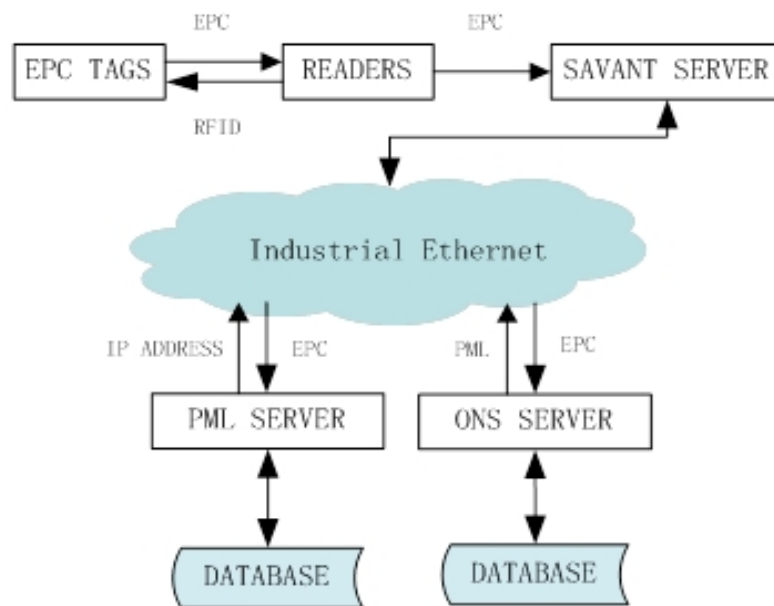 EPC
EPC
EPC TAGS
READERS
SAVANT SERVER
RFID
Industrial Ethernet
IP ADDRESS
EPC
PML
EPC
PML SERVER
ONS SERVER
DATABASE
DATABASE